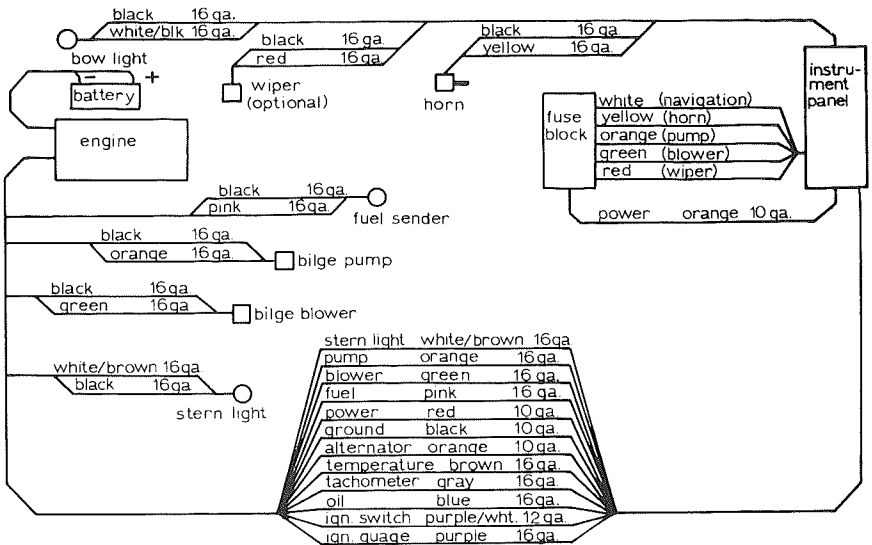 black 16 ga.
white/blk 16 ga.
bow light
- +
battery
engine
black 16 ga.
red 16 ga.
wiper
(optional)
black 16 ga.
yellow 16 ga.
horn
instru-
ment
panel
fuse
block
white (navigation)
yellow (horn)
orange (pump)
green (blower)
red (wiper)
power orange 10 ga.
black 16 ga.
pink 16 ga.
fuel sender
black 16 ga.
orange 16 ga.
bilge pump
black 16 ga.
green 16 ga
bilge blower
white/brown 16 ga.
black 16 ga.
stern light
stern light white/brown 16 ga
pump orange 16 ga.
blower green 16 ga.
fuel pink 16 ga.
power red 10 ga.
ground black 10 ga.
alternator orange 10 ga.
temperature brown 16 ga.
tachometer gray 16 ga.
oil blue 16 ga.
ign. switch purple/wht. 12 ga.
ign. guage purple 16 ga.